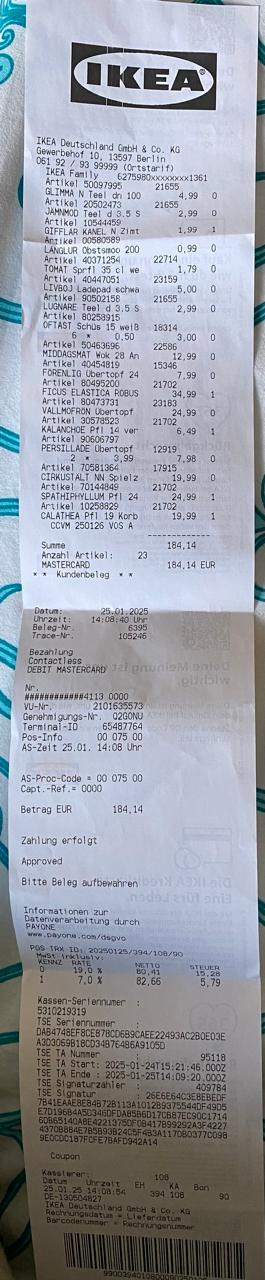 IKEA
IKEA Deutschland GmbH & Co. KG
Gewerbehof 10, 13597 Berlin
061 92 / 93 99999 (Ortstarif)
IKEA Family 6275980xxxxxxxx1361
Artikel 50097995 21655
GLIMMA N Teel dn 100 4,99 0
Artikel 20502473 21655
JÄMNMOD Teel d 3.5 S 2,99 0
Artikel 10544459
GIFFLAR KANEL N Zimt 1,99 1
Artikel 00580589
LANGLUR Obstsmoo 200 0,99 0
Artikel 40371254 22714
TOMAT Sprfl 35 cl we 1,79 0
Artikel 40447081 23159
LIVBOJ Ladepad schwa 5,00 0
Artikel 90502158 21655
LUGNARE Teel d 3.5 S 2,99 0
Artikel 80258915
OFTAST Schüs 15 weiß 18314
6 * 0,50 3,00 0
Artikel 50463696 22586
MIDDAGSMAT Wok 28 An 12,99 0
Artikel 40454819 15346
FÖRENLIG Übertopf 24 7,99 0
Artikel 80495200 21702
FICUS ELASTICA ROBUS 34,99 1
Artikel 80473731 23183
VALLMOFRÖN Übertopf 24,99 0
Artikel 30578523 21702
KALANCHOE Pfl 14 ver 6,49 1
Artikel 90606797
PERSILLADE Übertopf 12919
2 * 3,99 7,98 0
Artikel 70581364 17915
CIRKUSTÄLT NN Spielz 19,99 0
Artikel 70144849 21702
SPATHIPHYLLUM Pfl 24 24,99 1
Artikel 10258829 21702
CALATHEA Pfl 19 Korb 19,99 1
CCVM 250126 VOS A
Summe 184,14
Anzahl Artikel: 23
MASTERCARD 184,14 EUR
* * Kundenbeleg * *
Datum: 25.01.2025
Uhrzeit: 14:08:40 Uhr
Beleg-Nr. 6395
Trace-Nr. 105246
Bezahlung
Contactless
DEBIT MASTERCARD
Nr.
############4113 0000
VU-Nr. 2101635573
Genehmigungs-Nr. 02G0NU
Terminal-ID 65487764
Pos-Info 00 075 00
AS-Zeit 25.01. 14:08 Uhr
AS-Proc-Code = 00 075 00
Capt.-Ref.= 0000
Betrag EUR 184,14
Zahlung erfolgt
Approved
Bitte Beleg aufbewahren
Informationen zur
Datenverarbeitung durch
PAYONE
www.payone.com/dsgvo
POS TRX ID: 20250125/394/108/90
MwSt inklusiv:
KENNZ RATE NETTO STEUER
0 19,0 % 80,41 15,28
1 7,0 % 82,66 5,79
Kassen-Seriennumer :
5310219319
TSE Seriennummer :
TSE TA Nummer : 95118
TSE TA Start: 2025-01-24T15:21:46.000Z
TSE TA Ende : 2025-01-25T14:09:20.000Z
TSE Signaturzähler : 409784
TSE Signatur
Coupon
Kassierer: 108
Datum Uhrzeit EH KA Bon
25.01.25 14:08:54 394 108 90
DE-130504827
IKEA Deutschland GmbH & Co. KG
Rechnungsdatum = Lieferdatum
Barcodenummer = Rechnungsnummer